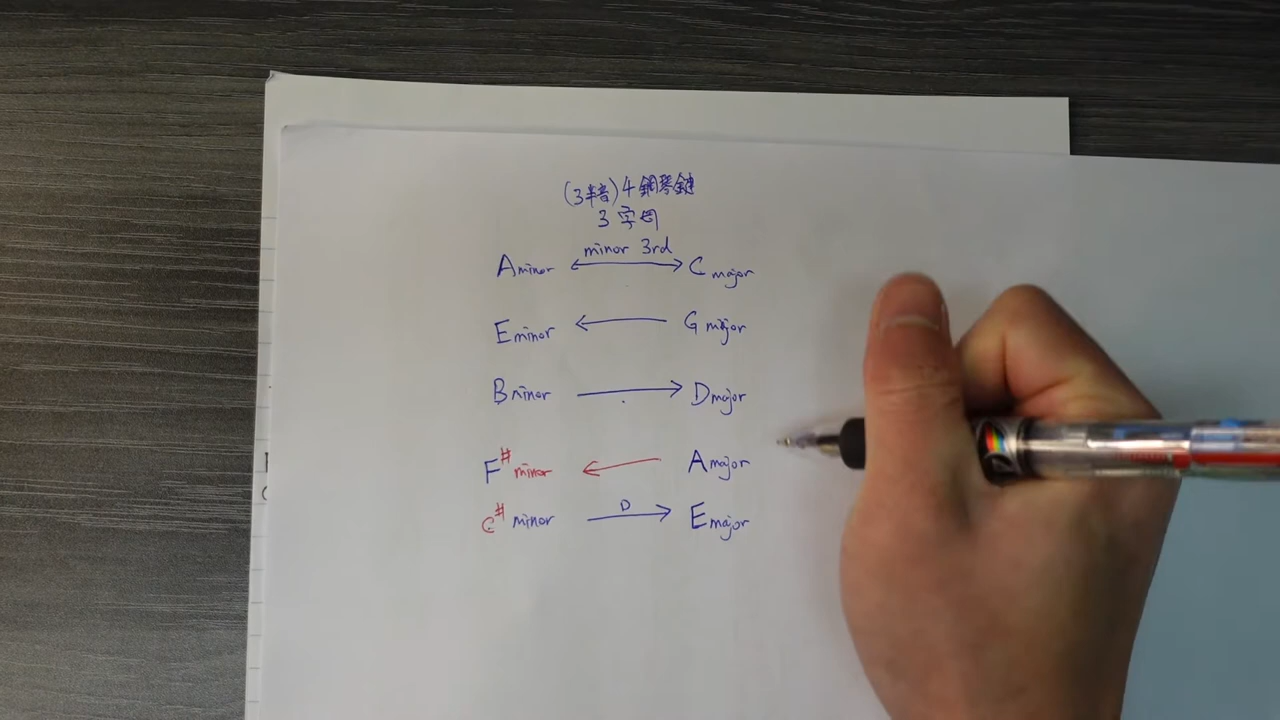 (3半音) 4鋼琴鍵
3字母
minor 3rd
A minor ⟷ C major
E minor ← G major
B minor → D major
F# minor ← A major
C# minor → E major
D